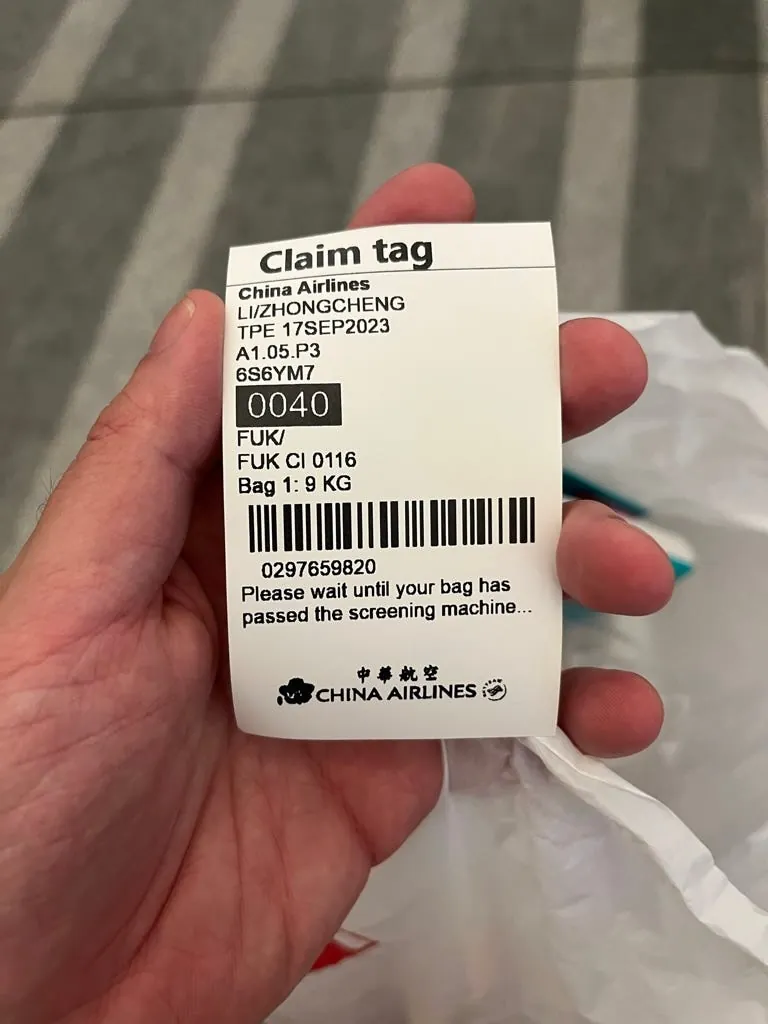 Claim tag
China Airlines
LI/ZHONGCHENG
TPE 17SEP2023
A1.05.P3
6S6YM7
0040
FUK/
FUK CI 0116
Bag 1: 9 KG
0297659820
Please wait until your bag has
passed the screening machine...
中華航空
CHINA AIRLINES